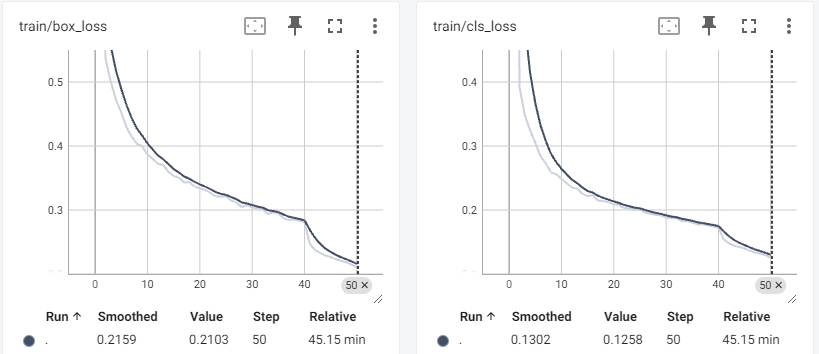 train/box_loss
0.5
0.4
0.3
0 10 20 30 40 50 ×
Run ↑ Smoothed Value Step Relative
. 0.2159 0.2103 50 45.15 min
train/cls_loss
0.4
0.3
0.2
0 10 20 30 40 50 ×
Run ↑ Smoothed Value Step Relative
. 0.1302 0.1258 50 45.15 min